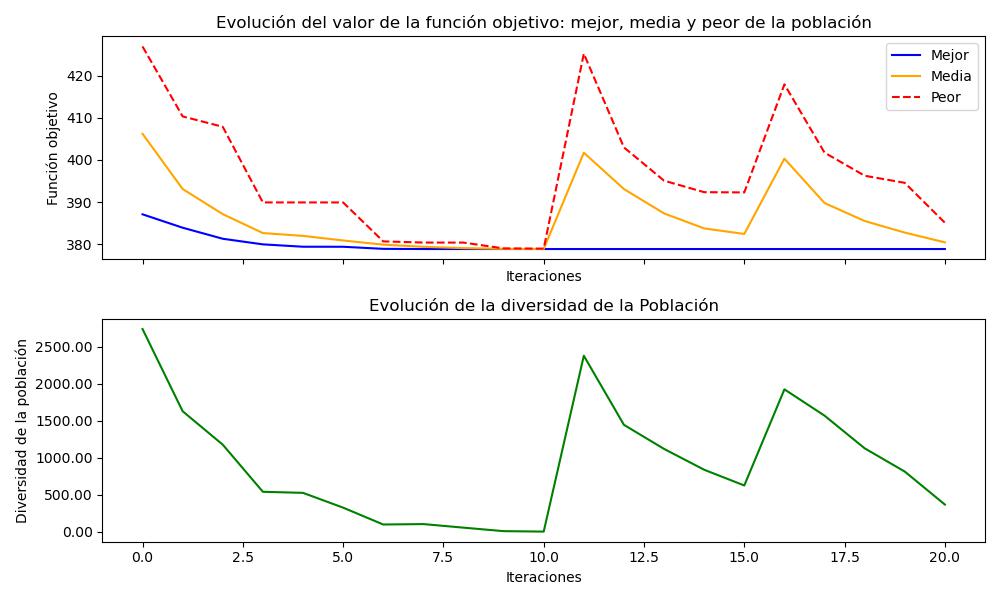 Evolución del valor de la función objetivo: mejor, media y peor de la población
Función objetivo
420
410
400
390
380
Mejor
Media
Peor
Iteraciones
Evolución de la diversidad de la Población
Diversidad de la población
2500.00
2000.00
1500.00
1000.00
500.00
0.00
0.0 2.5 5.0 7.5 10.0 12.5 15.0 17.5 20.0
Iteraciones